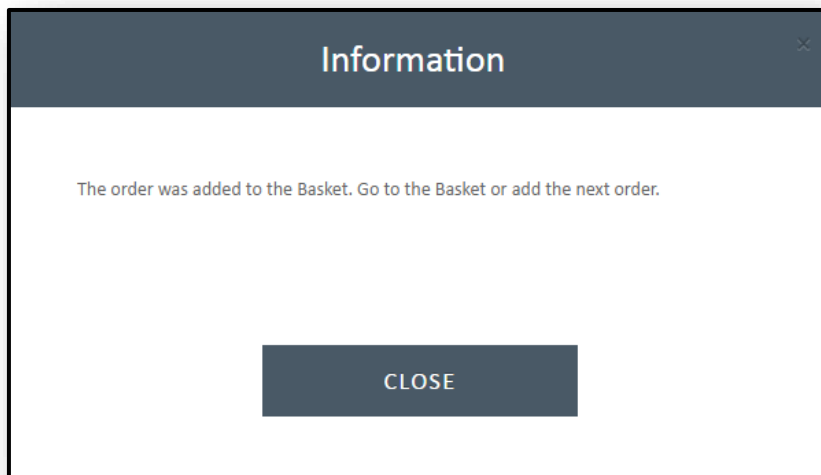 Information
The order was added to the Basket. Go to the Basket or add the next order.
CLOSE